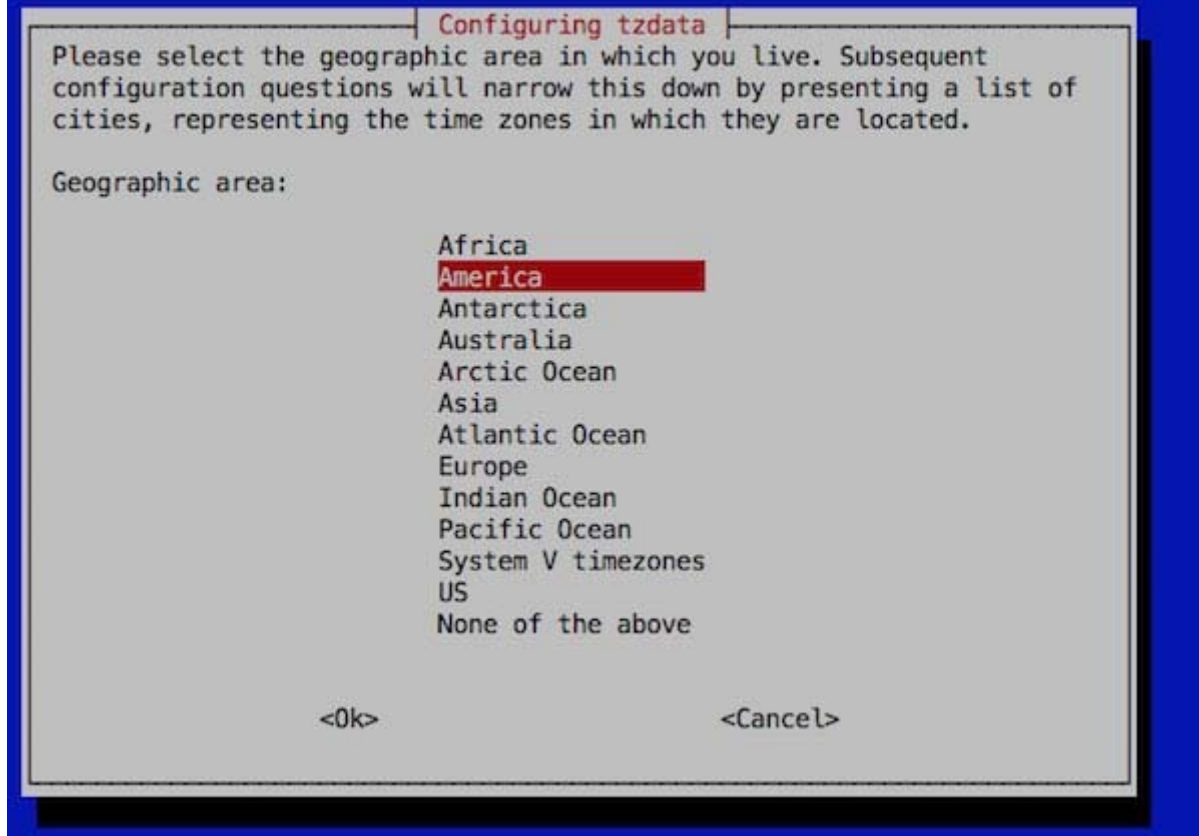 Configuring tzdata
Please select the geographic area in which you live. Subsequent
configuration questions will narrow this down by presenting a list of
cities, representing the time zones in which they are located.
Geographic area:
Africa
America
Antarctica
Australia
Arctic Ocean
Asia
Atlantic Ocean
Europe
Indian Ocean
Pacific Ocean
System V timezones
US
None of the above
<Ok> <Cancel>